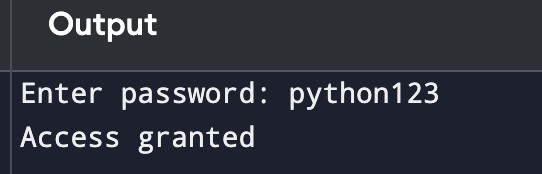 Output
Enter password: python123
Access granted